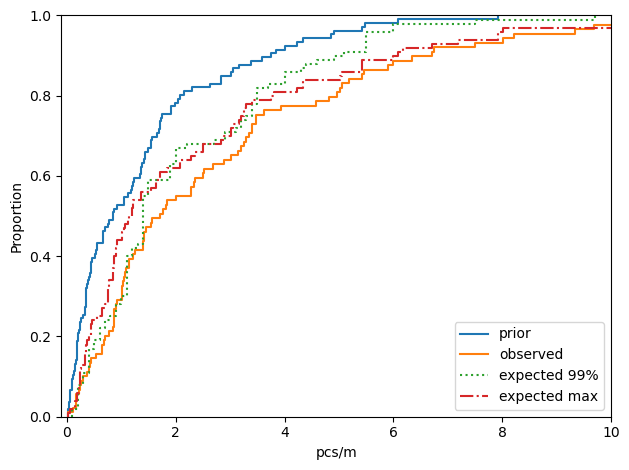 1.0
0.8
0.6
0.4
0.2
0.0
Proportion
0
2
4
6
8
10
pcs/m
prior
observed
expected 99%
expected max